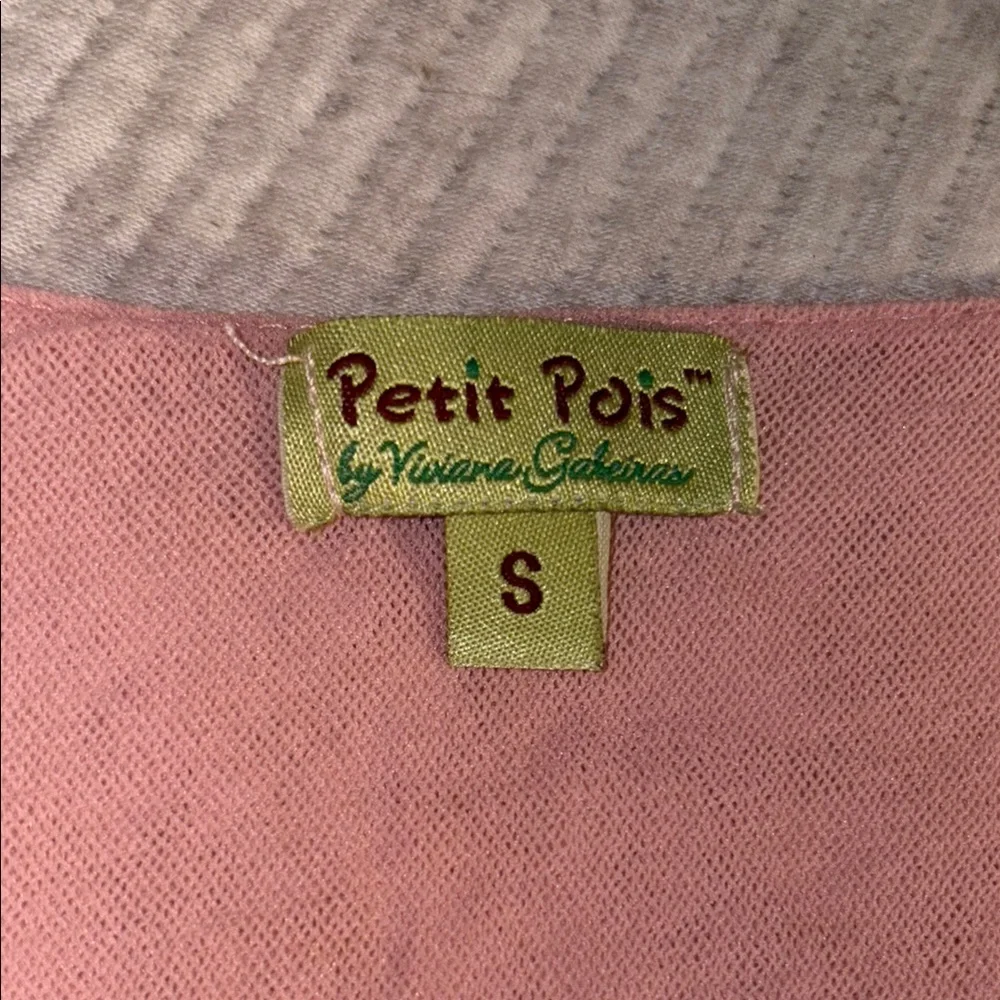 Petit Pois™
by Viviana Gabeiras
S